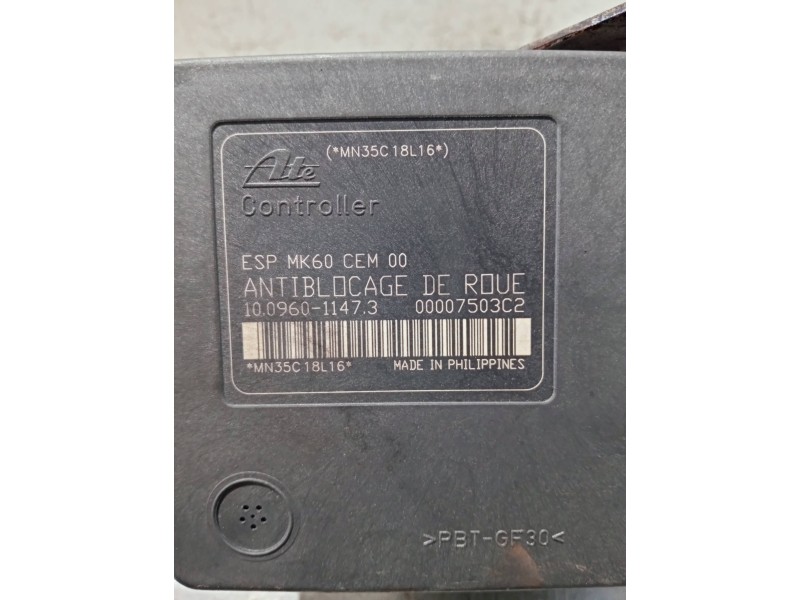 (*MN35C18L16*)
Ate
Controller
ESP MK60 CEM 00
ANTIBLOCAGE DE ROUE
10.0960-1147.3 00007503C2
*MN35C18L16* MADE IN PHILIPPINES
>PBT-GF30<